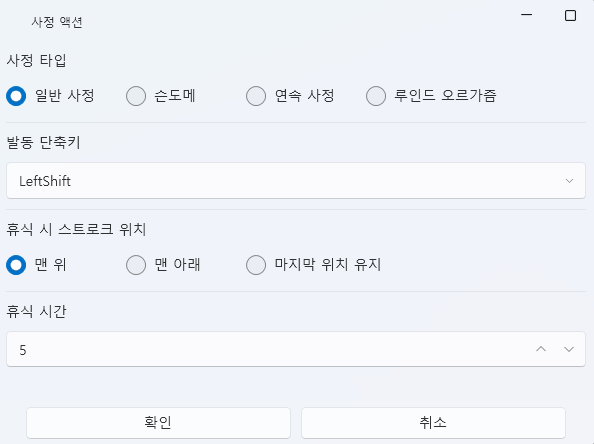 사정 액션
사정 타입
일반 사정 슨도메 연속 사정 루인드 오르가즘
발동 단축키
LeftShift
휴식 시 스트로크 위치
맨 위 맨 아래 마지막 위치 유지
휴식 시간
5
확인 취소